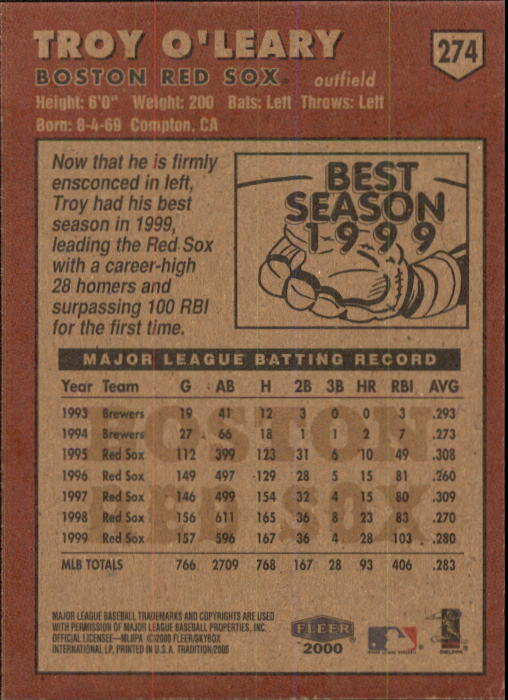 TROY O'LEARY
274
BOSTON RED SOX outfield
Height: 6'0" Weight: 200 Bats: Left Throws: Left
Born: 8-4-69 Compton, CA
Now that he is firmly
ensconced in left,
Troy had his best
season in 1999,
leading the Red Sox
with a career-high
28 homers and
surpassing 100 RBI
for the first time.
BEST
SEASON
1999
MAJOR LEAGUE BATTING RECORD
Year Team G AB H 2B 3B HR RBI AVG
1993 Brewers 19 41 12 3 0 0 3 .293
1994 Brewers 27 66 18 1 1 2 7 .273
1995 Red Sox 112 399 123 31 6 10 49 .308
1996 Red Sox 149 497 129 28 5 15 81 .260
1997 Red Sox 146 499 154 32 4 15 80 .309
1998 Red Sox 156 611 165 36 8 23 83 .270
1999 Red Sox 157 596 167 36 4 28 103 .280
MLB TOTALS 766 2709 768 167 28 93 406 .283
BOSTON
RED SOX
MAJOR LEAGUE BASEBALL TRADEMARKS AND COPYRIGHTS ARE USED
WITH PERMISSION OF MAJOR LEAGUE BASEBALL PROPERTIES, INC.
OFFICIAL LICENSEE—MLBPA ©2000 FLEER/SKYBOX
INTERNATIONAL LP, PRINTED IN U.S.A. TRADITION/2000
FLEER
2000